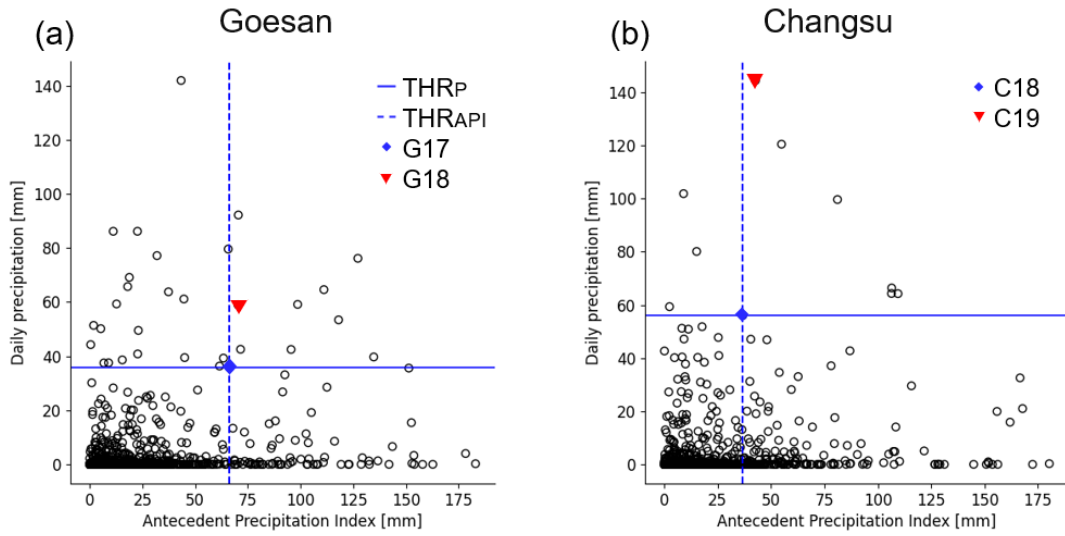 (a) Goesan
Daily precipitation [mm]
140
120
100
80
60
40
20
0
THRP
THRAPI
G17
G18
0 25 50 75 100 125 150 175
Antecedent Precipitation Index [mm]
(b) Changsu
Daily precipitation [mm]
140
120
100
80
60
40
20
0
C18
C19
0 25 50 75 100 125 150 175
Antecedent Precipitation Index [mm]